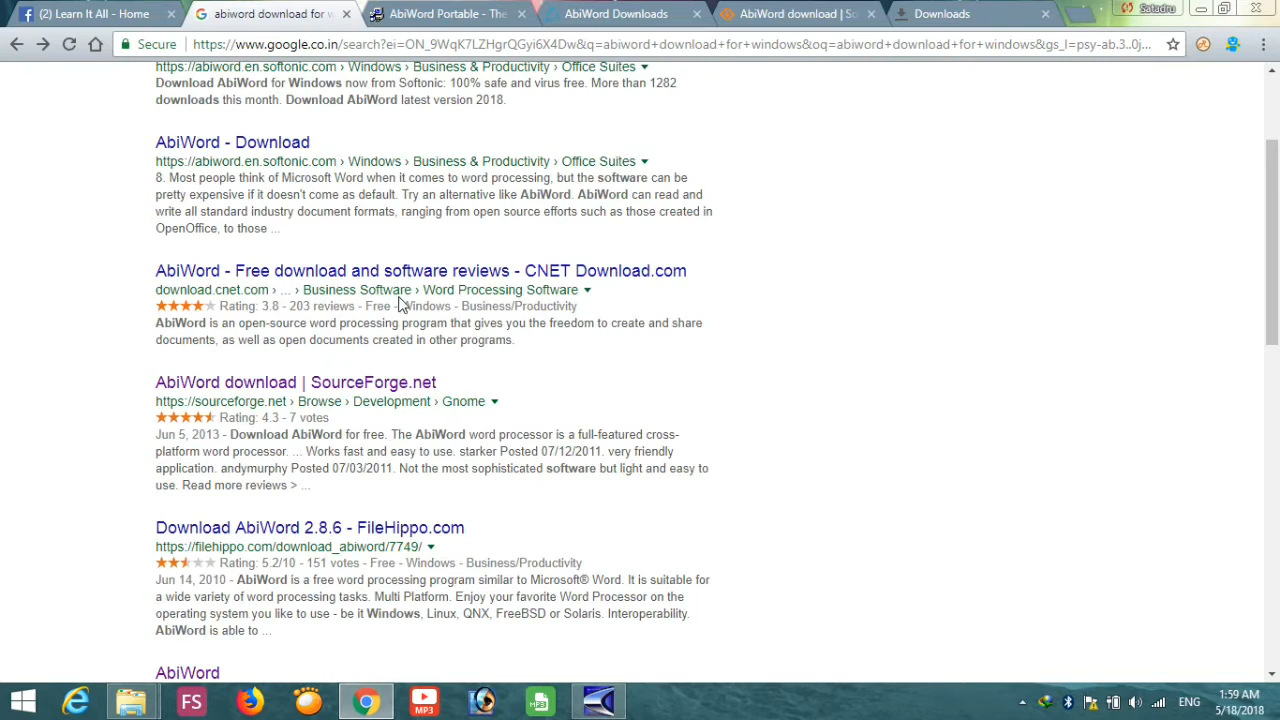 (2) Learn It All - Home
abiword download for w
AbiWord Portable - The
AbiWord Downloads
AbiWord download | So
Downloads
Satadru
Secure
https://www.google.co.in/search?ei=ON_9WqK7LZHgrQGyi6X4Dw&q=abiword+download+for+windows&oq=abiword+download+for+windows&gs_l=psy-ab.3..0j...
https://abiword.en.softonic.com › Windows › Business & Productivity › Office Suites
Download AbiWord for Windows now from Softonic: 100% safe and virus free. More than 1282
downloads this month. Download AbiWord latest version 2018.
AbiWord - Download
https://abiword.en.softonic.com › Windows › Business & Productivity › Office Suites
8. Most people think of Microsoft Word when it comes to word processing, but the software can be
pretty expensive if it doesn't come as default. Try an alternative like AbiWord. AbiWord can read and
write all standard industry document formats, ranging from open source efforts such as those created in
OpenOffice, to those ...
AbiWord - Free download and software reviews - CNET Download.com
download.cnet.com › ... › Business Software › Word Processing Software
Rating: 3.8 - 203 reviews - Free - Windows - Business/Productivity
AbiWord is an open-source word processing program that gives you the freedom to create and share
documents, as well as open documents created in other programs.
AbiWord download | SourceForge.net
https://sourceforge.net › Browse › Development › Gnome
Rating: 4.3 - 7 votes
Jun 5, 2013 - Download AbiWord for free. The AbiWord word processor is a full-featured cross-
platform word processor. ... Works fast and easy to use. starker Posted 07/12/2011. very friendly
application. andymurphy Posted 07/03/2011. Not the most sophisticated software but light and easy to
use. Read more reviews > ...
Download AbiWord 2.8.6 - FileHippo.com
https://filehippo.com/download_abiword/7749/
Rating: 5.2/10 - 151 votes - Free - Windows - Business/Productivity
Jun 14, 2010 - AbiWord is a free word processing program similar to Microsoft® Word. It is suitable for
a wide variety of word processing tasks. Multi Platform. Enjoy your favorite Word Processor on the
operating system you like to use - be it Windows, Linux, QNX, FreeBSD or Solaris. Interoperability.
AbiWord is able to ...
AbiWord
FS
MP3
MP3
ENG
1:59 AM
5/18/2018